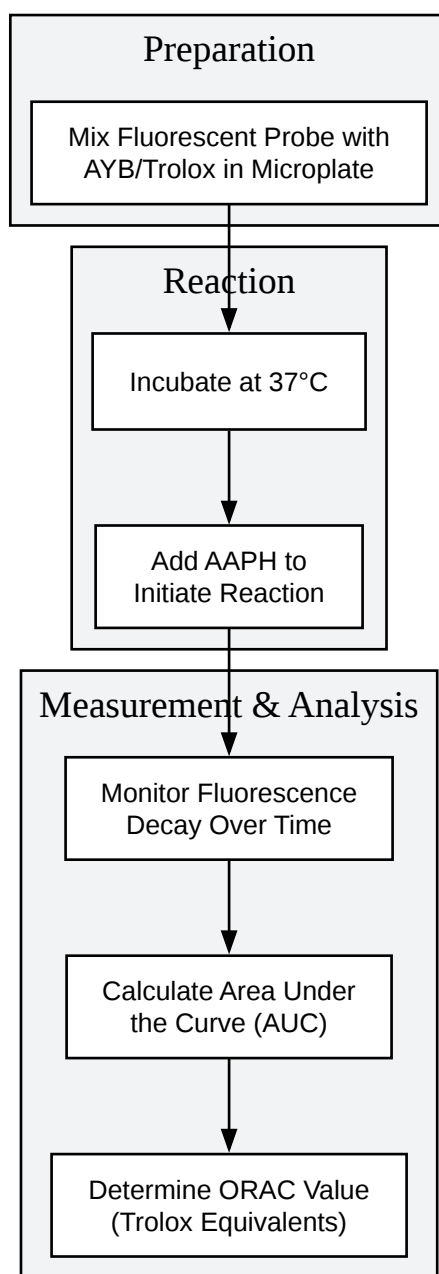 Preparation
Mix Fluorescent Probe with
AYB/Trolox in Microplate
Reaction
Incubate at 37°C
Add AAPH to
Initiate Reaction
Measurement & Analysis
Monitor Fluorescence
Decay Over Time
Calculate Area Under
the Curve (AUC)
Determine ORAC Value
(Trolox Equivalents)